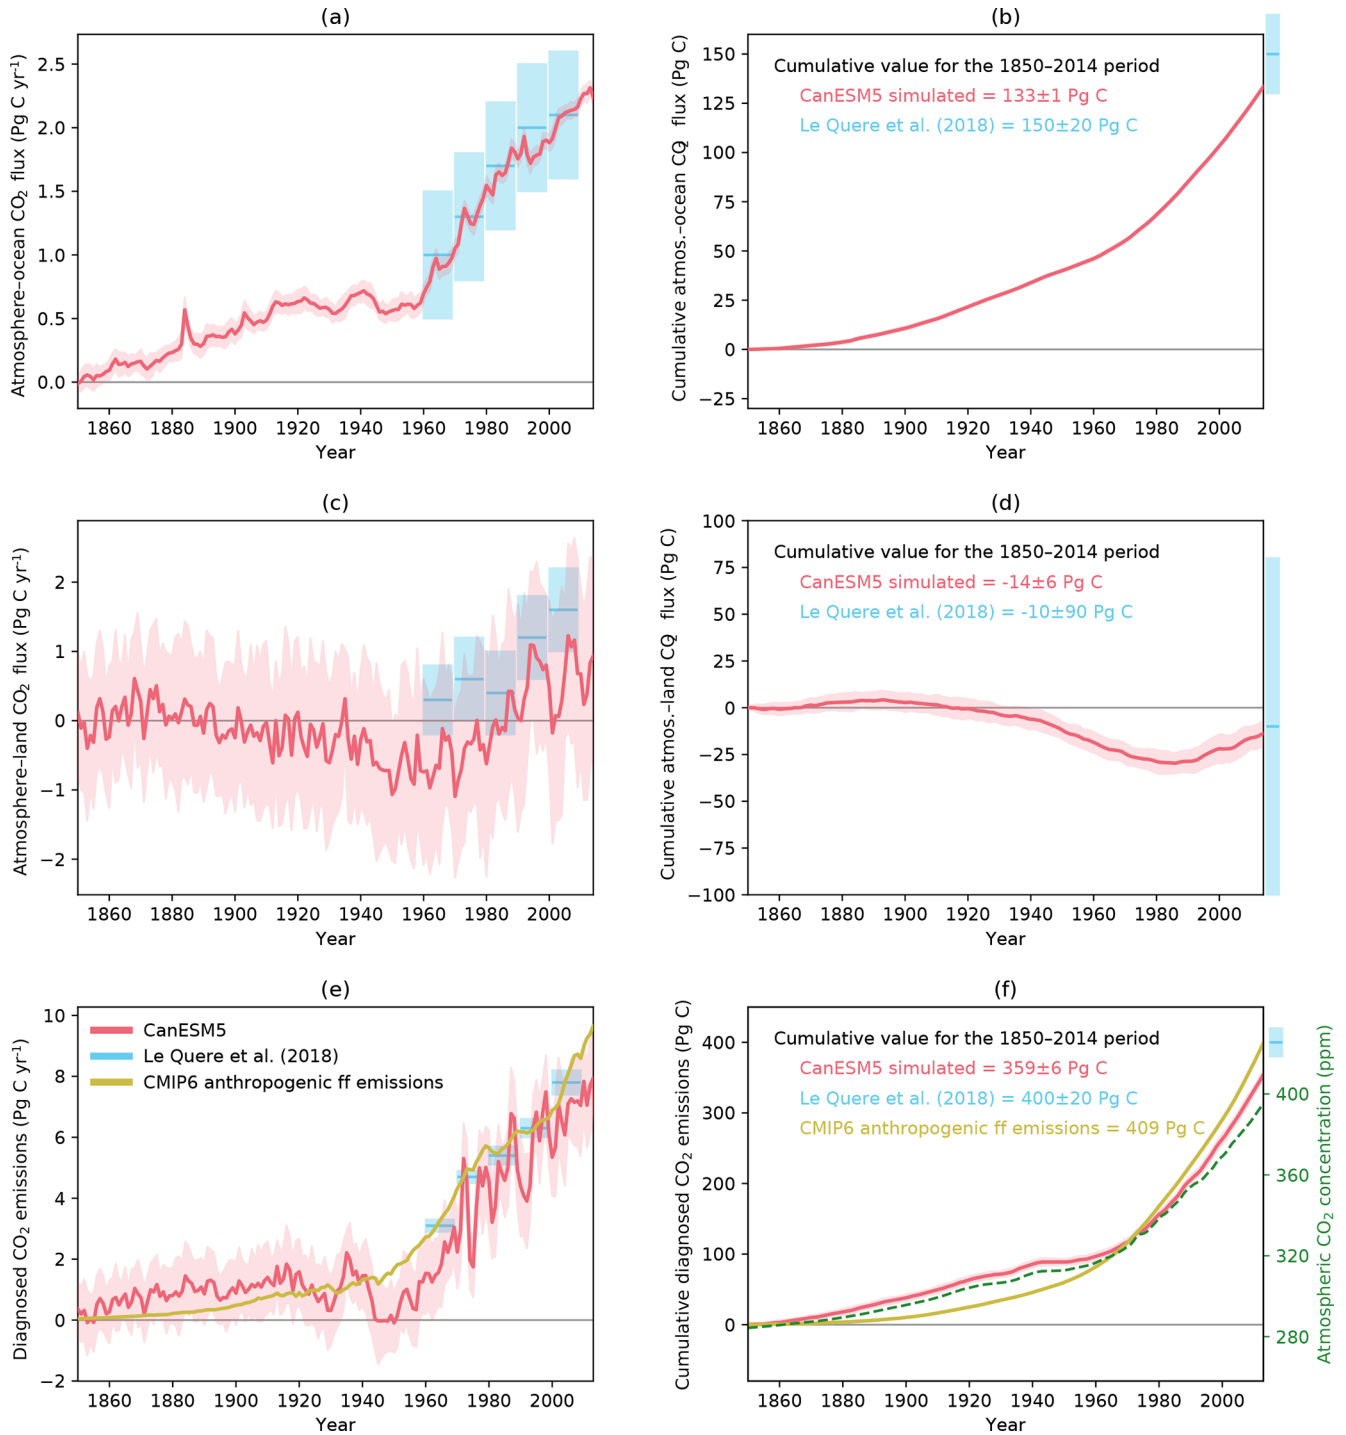 (a)
Atmosphere–ocean CO2 flux (Pg C yr-1)
2.5
2.0
1.5
1.0
0.5
0.0
1860 1880 1900 1920 1940 1960 1980 2000
Year
(b)
Cumulative atmos.–ocean CO2 flux (Pg C)
150
125
100
75
50
25
0
−25
Cumulative value for the 1850–2014 period
CanESM5 simulated = 133±1 Pg C
Le Quere et al. (2018) = 150±20 Pg C
1860 1880 1900 1920 1940 1960 1980 2000
Year
(c)
Atmosphere–land CO2 flux (Pg C yr-1)
2
1
0
−1
−2
1860 1880 1900 1920 1940 1960 1980 2000
Year
(d)
Cumulative atmos.–land CO2 flux (Pg C)
100
75
50
25
0
−25
−50
−75
−100
Cumulative value for the 1850–2014 period
CanESM5 simulated = -14±6 Pg C
Le Quere et al. (2018) = -10±90 Pg C
1860 1880 1900 1920 1940 1960 1980 2000
Year
(e)
Diagnosed CO2 emissions (Pg C yr-1)
10
8
6
4
2
0
−2
CanESM5
Le Quere et al. (2018)
CMIP6 anthropogenic ff emissions
1860 1880 1900 1920 1940 1960 1980 2000
Year
(f)
Cumulative diagnosed CO2 emissions (Pg C)
400
300
200
100
0
Cumulative value for the 1850–2014 period
CanESM5 simulated = 359±6 Pg C
Le Quere et al. (2018) = 400±20 Pg C
CMIP6 anthropogenic ff emissions = 409 Pg C
400
360
320
280
Atmospheric CO2 concentration (ppm)
1860 1880 1900 1920 1940 1960 1980 2000
Year